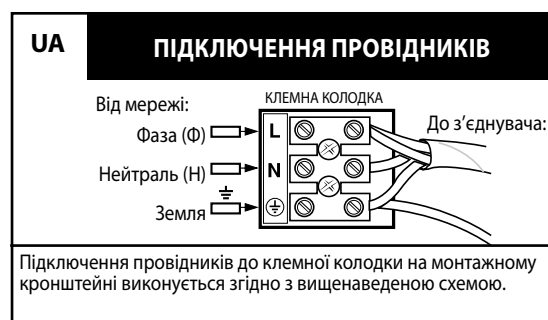 UA
ПІДКЛЮЧЕННЯ ПРОВІДНИКІВ
Від мережі:
КЛЕМНА КОЛОДКА
До з’єднувача:
Фаза (Ф)
L
Нейтраль (Н)
N
Земля
Підключення провідників до клемної колодки на монтажному
кронштейні виконується згідно з вищенаведеною схемою.